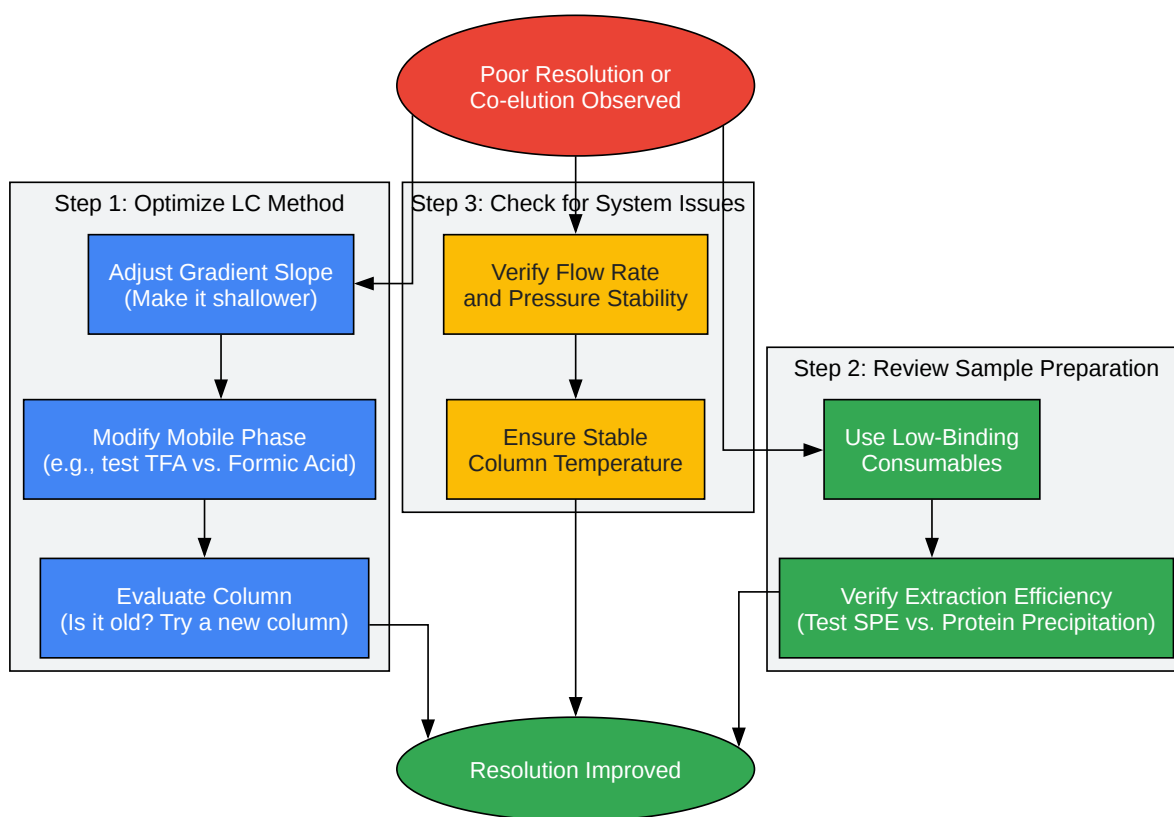 Poor Resolution or
Co-elution Observed
Step 1: Optimize LC Method
Adjust Gradient Slope
(Make it shallower)
Modify Mobile Phase
(e.g., test TFA vs. Formic Acid)
Evaluate Column
(Is it old? Try a new column)
Step 3: Check for System Issues
Verify Flow Rate
and Pressure Stability
Ensure Stable
Column Temperature
Step 2: Review Sample Preparation
Use Low-Binding
Consumables
Verify Extraction Efficiency
(Test SPE vs. Protein Precipitation)
Resolution Improved